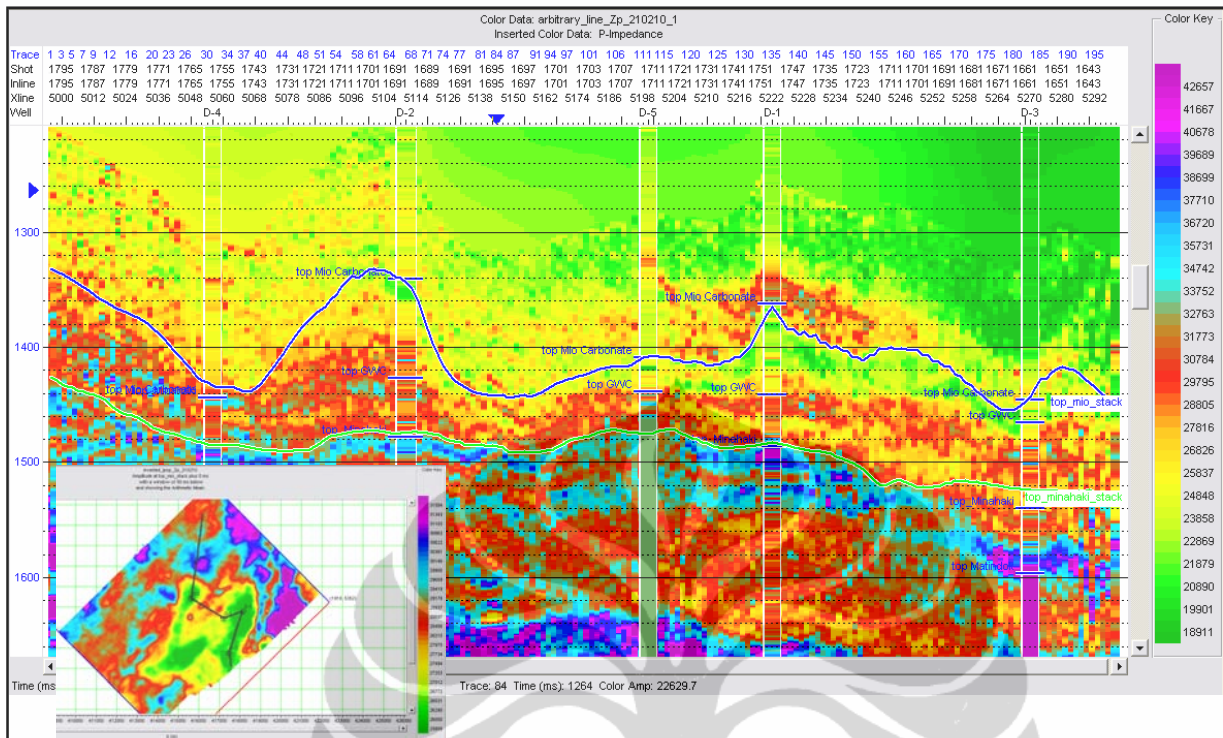 Color Data: arbitrary_line_Zp_210210_1
Inserted Color Data: P-Impedance
Color Key
Trace 1 3 5 7 9 12 16 20 23 26 30 34 37 40 44 48 51 54 58 61 64 68 71 74 77 81 84 87 91 94 97 101 106 111 115 120 125 130 135 140 145 150 155 160 165 170 175 180 185 190 195
Shot 1795 1787 1779 1771 1765 1755 1743 1731 1721 1711 1701 1691 1689 1691 1695 1697 1701 1703 1707 1711 1721 1731 1741 1751 1747 1735 1723 1711 1701 1691 1681 1671 1661 1651 1643
Inline 1795 1787 1779 1771 1765 1755 1743 1731 1721 1711 1701 1691 1689 1691 1695 1697 1701 1703 1707 1711 1721 1731 1741 1751 1747 1735 1723 1711 1701 1691 1681 1671 1661 1651 1643
Xline 5000 5012 5024 5036 5048 5060 5068 5078 5086 5096 5104 5114 5126 5138 5150 5162 5174 5186 5198 5204 5210 5216 5222 5228 5234 5240 5246 5252 5258 5264 5270 5280 5292
Well D-4 D-2 D-5 D-1 D-3
1300
1400
1500
1600
top Mio Carbonate
top Mio Carbonate
top Mio Carbonate
top Mio Carbonate
top Mio Carbonate
top GWC
top GWC
top GWC
top GWC
top_mio_stack
Minahaki
top_Minahaki
top_minahaki_stack
top Matindok
42667
41678
40678
39689
38699
37710
36720
35731
34742
33752
32763
31773
30784
29795
28805
27816
26826
25837
24848
23858
22869
21879
20890
19901
18911
Time (ms
Trace: 84 Time (ms): 1264 Color Amp: 22629.7
Color Key